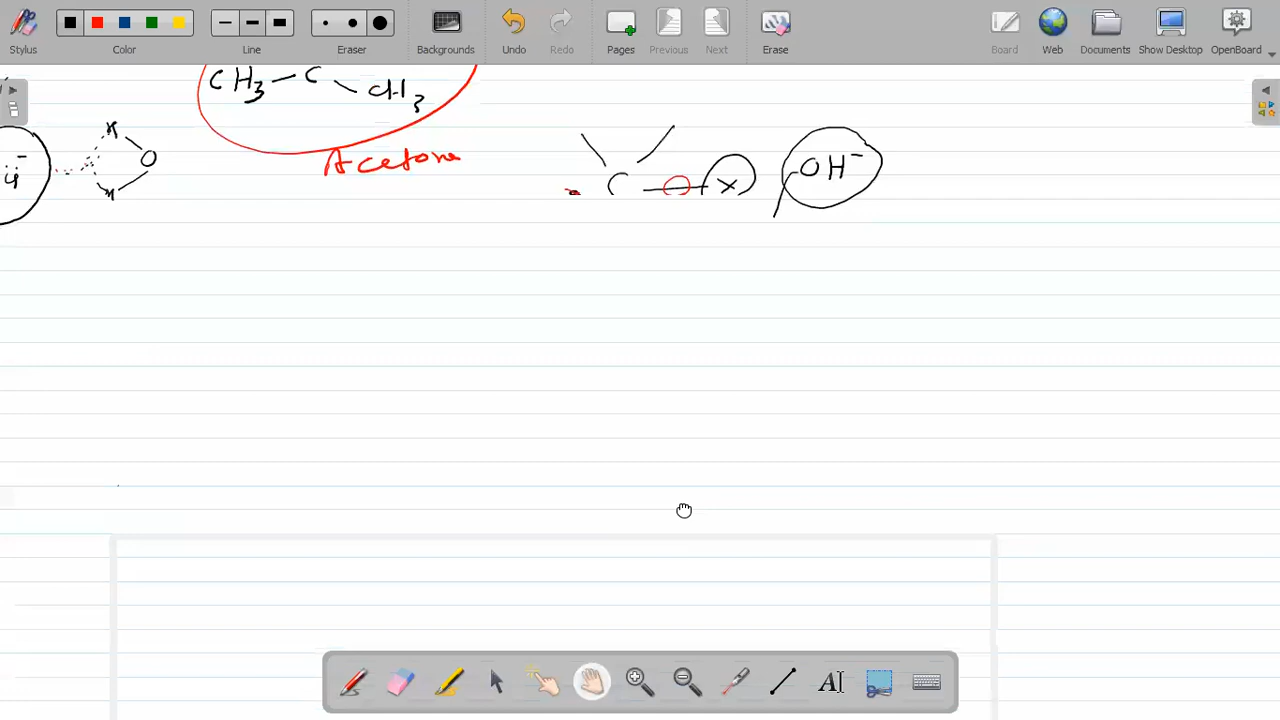 Stylus Color Line Eraser Backgrounds Undo Redo Pages Previous Next Erase Board Web Documents Show Desktop OpenBoard
CH3 — C
CH3
H
O
H
Acetone
C — X OH⁻